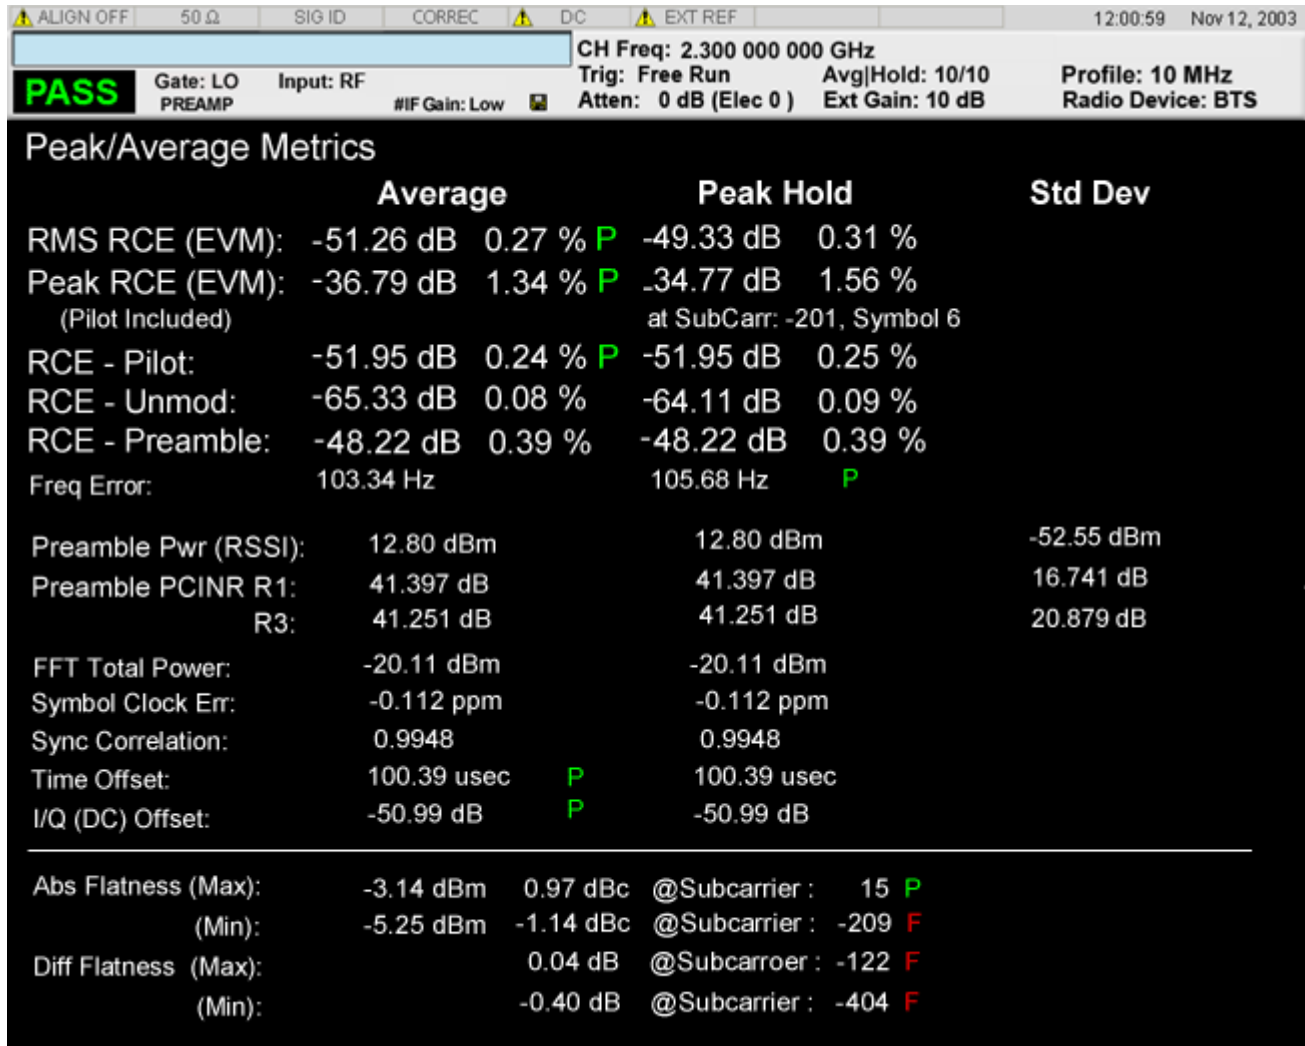 ALIGN OFF 50 Ω SIG ID CORREC DC EXT REF 12:00:59 Nov 12, 2003
CH Freq: 2.300 000 000 GHz
PASS Gate: LO Input: RF Trig: Free Run Avg|Hold: 10/10 Profile: 10 MHz
PREAMP #IF Gain: Low Atten: 0 dB (Elec 0 ) Ext Gain: 10 dB Radio Device: BTS
Peak/Average Metrics
Average Peak Hold Std Dev
RMS RCE (EVM): -51.26 dB 0.27 % P -49.33 dB 0.31 %
Peak RCE (EVM): -36.79 dB 1.34 % P -34.77 dB 1.56 %
(Pilot Included) at SubCarr: -201, Symbol 6
RCE - Pilot: -51.95 dB 0.24 % P -51.95 dB 0.25 %
RCE - Unmod: -65.33 dB 0.08 % -64.11 dB 0.09 %
RCE - Preamble: -48.22 dB 0.39 % -48.22 dB 0.39 %
Freq Error: 103.34 Hz 105.68 Hz P
Preamble Pwr (RSSI): 12.80 dBm 12.80 dBm -52.55 dBm
Preamble PCINR R1: 41.397 dB 41.397 dB 16.741 dB
R3: 41.251 dB 41.251 dB 20.879 dB
FFT Total Power: -20.11 dBm -20.11 dBm
Symbol Clock Err: -0.112 ppm -0.112 ppm
Sync Correlation: 0.9948 0.9948
Time Offset: 100.39 usec P 100.39 usec
I/Q (DC) Offset: -50.99 dB P -50.99 dB
Abs Flatness (Max): -3.14 dBm 0.97 dBc @Subcarrier : 15 P
(Min): -5.25 dBm -1.14 dBc @Subcarrier : -209 F
Diff Flatness (Max): 0.04 dB @Subcarroer : -122 F
(Min): -0.40 dB @Subcarrier : -404 F